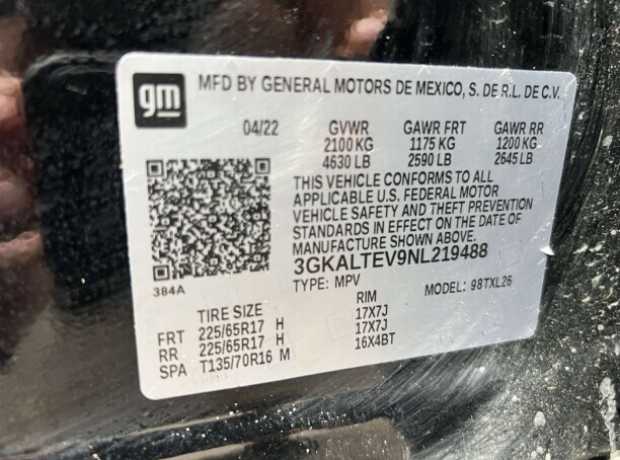 gm
MFD BY GENERAL MOTORS DE MEXICO, S. DE R.L. DE C.V.
04/22 GVWR GAWR FRT GAWR RR
2100 KG 1175 KG 1200 KG
4630 LB 2590 LB 2645 LB
THIS VEHICLE CONFORMS TO ALL
APPLICABLE U.S. FEDERAL MOTOR
VEHICLE SAFETY AND THEFT PREVENTION
STANDARDS IN EFFECT ON THE DATE OF
MANUFACTURE SHOWN ABOVE.
3GKALTEV9NL219488
TYPE: MPV MODEL: 98TXL26
384A
TIRE SIZE RIM
FRT 225/65R17 H 17X7J
RR 225/65R17 H 17X7J
SPA T135/70R16 M 16X4BT